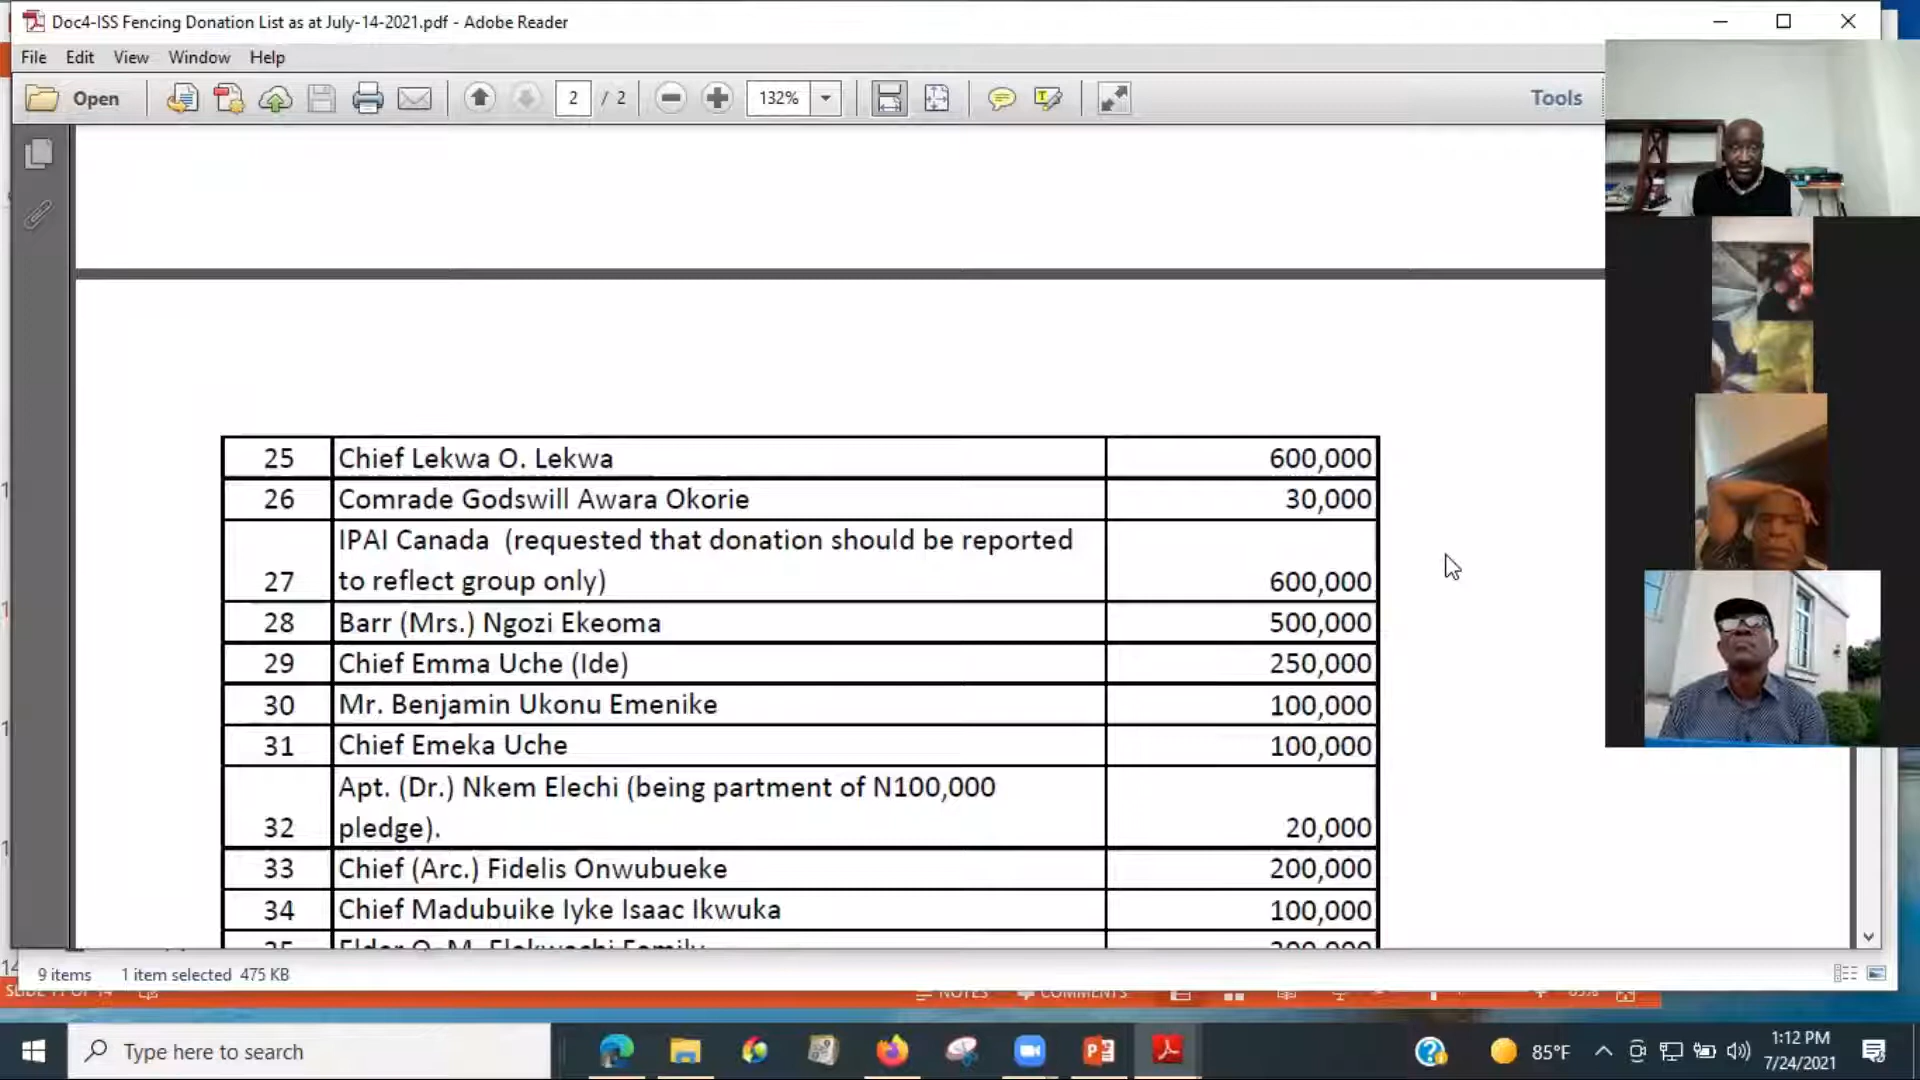 Doc4-ISS Fencing Donation List as at July-14-2021.pdf - Adobe Reader
File Edit View Window Help
Open 2 / 2 132% Tools
25 Chief Lekwa O. Lekwa 600,000
26 Comrade Godswill Awara Okorie 30,000
IPAI Canada (requested that donation should be reported
27 to reflect group only) 600,000
28 Barr (Mrs.) Ngozi Ekeoma 500,000
29 Chief Emma Uche (Ide) 250,000
30 Mr. Benjamin Ukonu Emenike 100,000
31 Chief Emeka Uche 100,000
Apt. (Dr.) Nkem Elechi (being partment of N100,000
32 pledge). 20,000
33 Chief (Arc.) Fidelis Onwubueke 200,000
34 Chief Madubuike Iyke Isaac Ikwuka 100,000
9 items 1 item selected 475 KB
NOTES COMMENTS
Type here to search 85°F 1:12 PM
7/24/2021